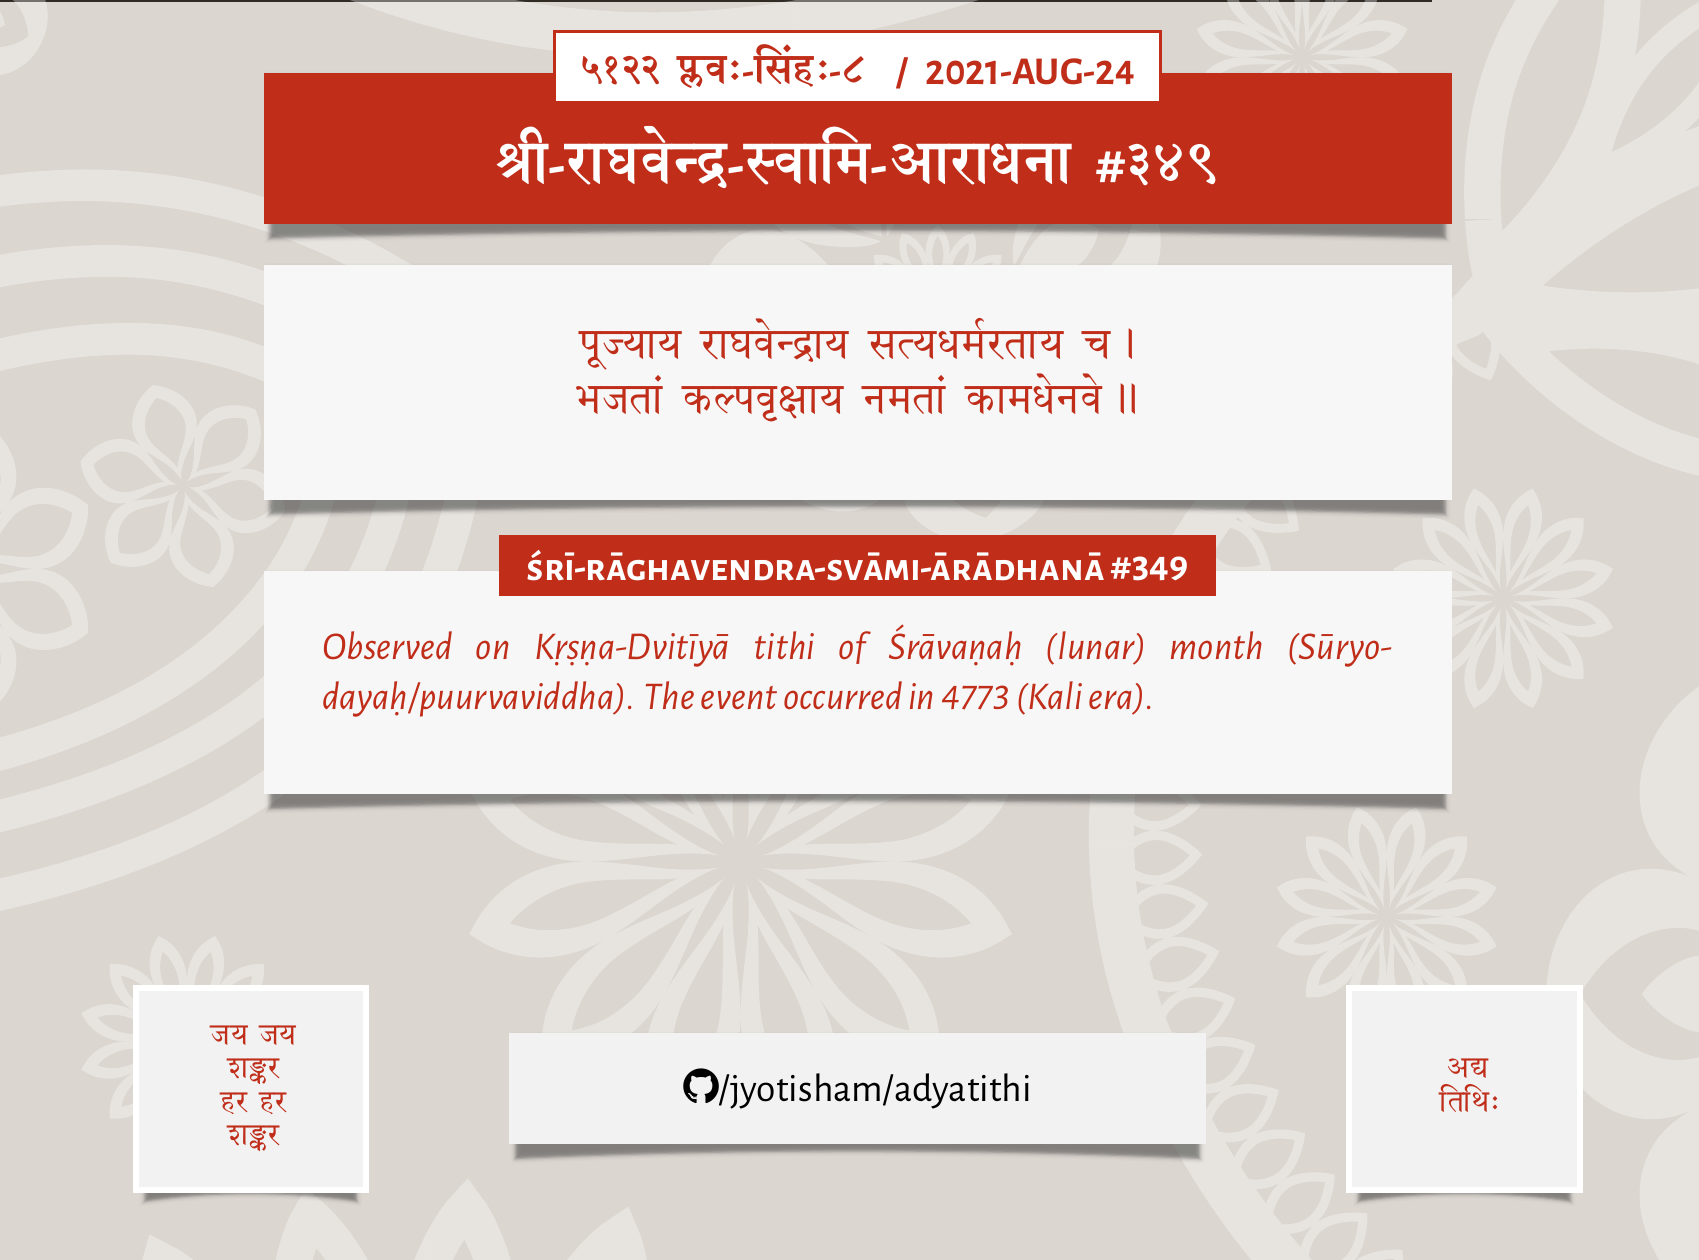 ५१२२ प्लवः-सिंहः-८ / 2021-AUG-24
श्री-राघवेन्द्र-स्वामि-आराधना #३४९
पूज्याय राघवेन्द्राय सत्यधर्मरताय च।
भजतां कल्पवृक्षाय नमतां कामधेनवे॥
ŚRĪ-RĀGHAVENDRA-SVĀMI-ĀRĀDHANĀ #349
Observed on Kṛṣṇa-Dvitīyā tithi of Śrāvaṇaḥ (lunar) month (Sūryo-
dayaḥ/puurvaviddha). The event occurred in 4773 (Kali era).
जय जय
शङ्कर
हर हर
शङ्कर
/jyotisham/adyatithi
अद्य
तिथिः